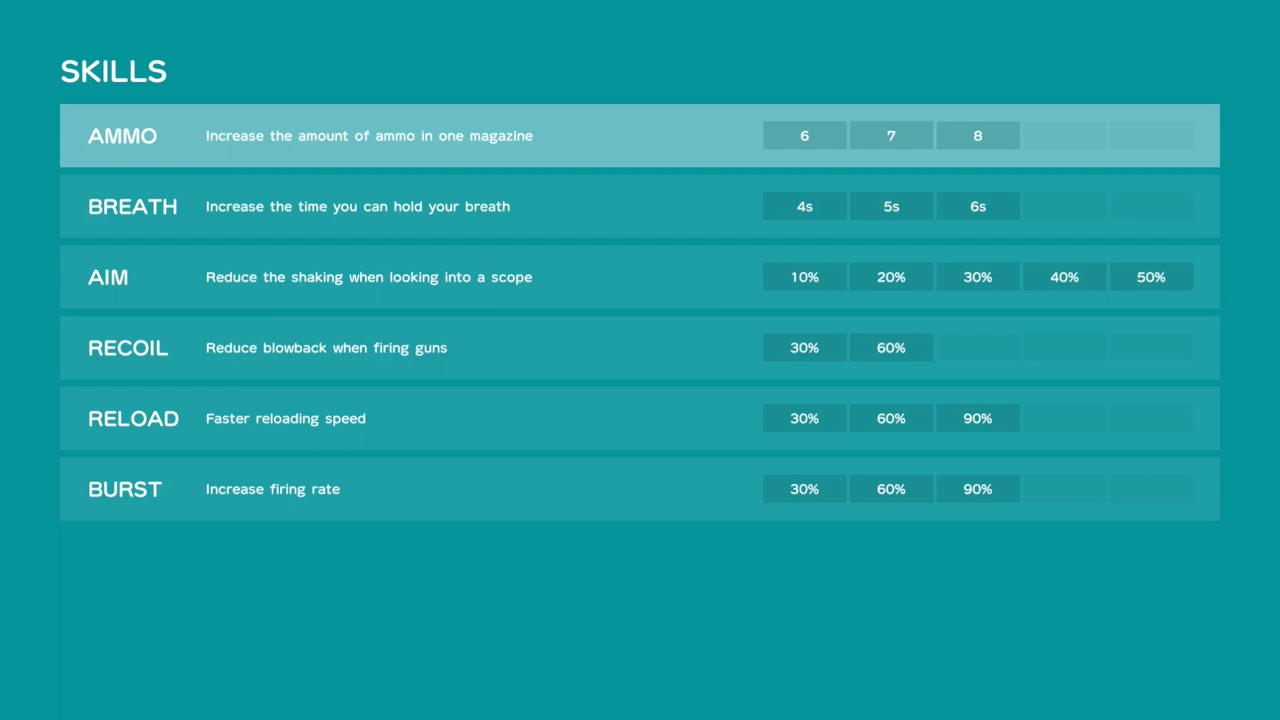 SKILLS
AMMO Increase the amount of ammo in one magazine 6 7 8
BREATH Increase the time you can hold your breath 4s 5s 6s
AIM Reduce the shaking when looking into a scope 10% 20% 30% 40% 50%
RECOIL Reduce blowback when firing guns 30% 60%
RELOAD Faster reloading speed 30% 60% 90%
BURST Increase firing rate 30% 60% 90%